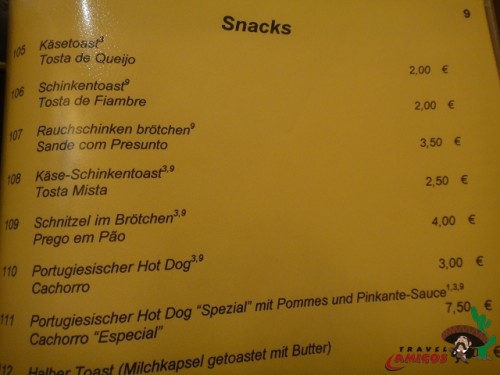 Snacks
9
105 Käsetoast3
Tosta de Queijo 2,00 €
106 Schinkentoast9
Tosta de Fiambre 2,00 €
107 Rauchschinken brötchen9
Sande com Presunto 3,50 €
108 Käse-Schinkentoast3,9
Tosta Mista 2,50 €
109 Schnitzel im Brötchen3,9
Prego em Pão 4,00 €
110 Portugiesischer Hot Dog3,9
Cachorro 3,00 €
111 Portugiesischer Hot Dog “Spezial” mit Pommes und Pinkante-Sauce1,3,9
Cachorro “Especial” 7,50 €
12 Halber Toast (Milchkapsel getoastet mit Butter)
€
TRAVEL
AMIGOS